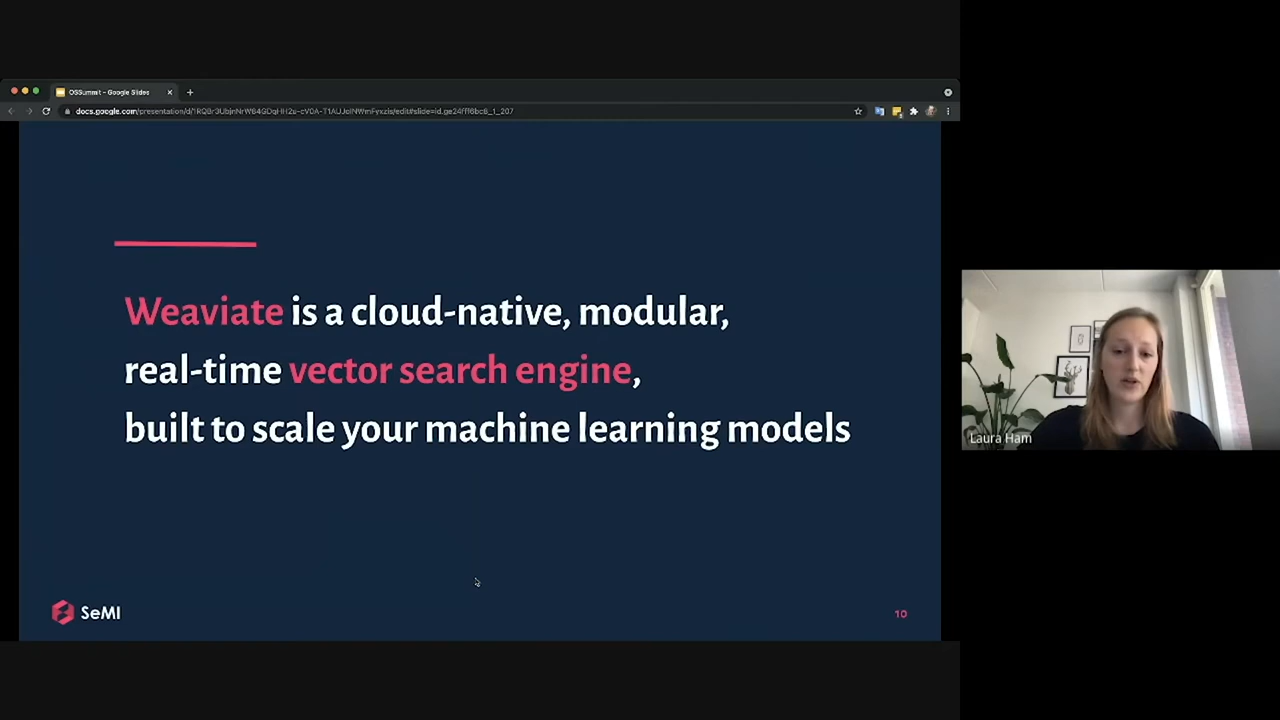 OSSummit - Google Slides
Weaviate is a cloud-native, modular,
real-time vector search engine,
built to scale your machine learning models
SeMI
10
Laura Ham